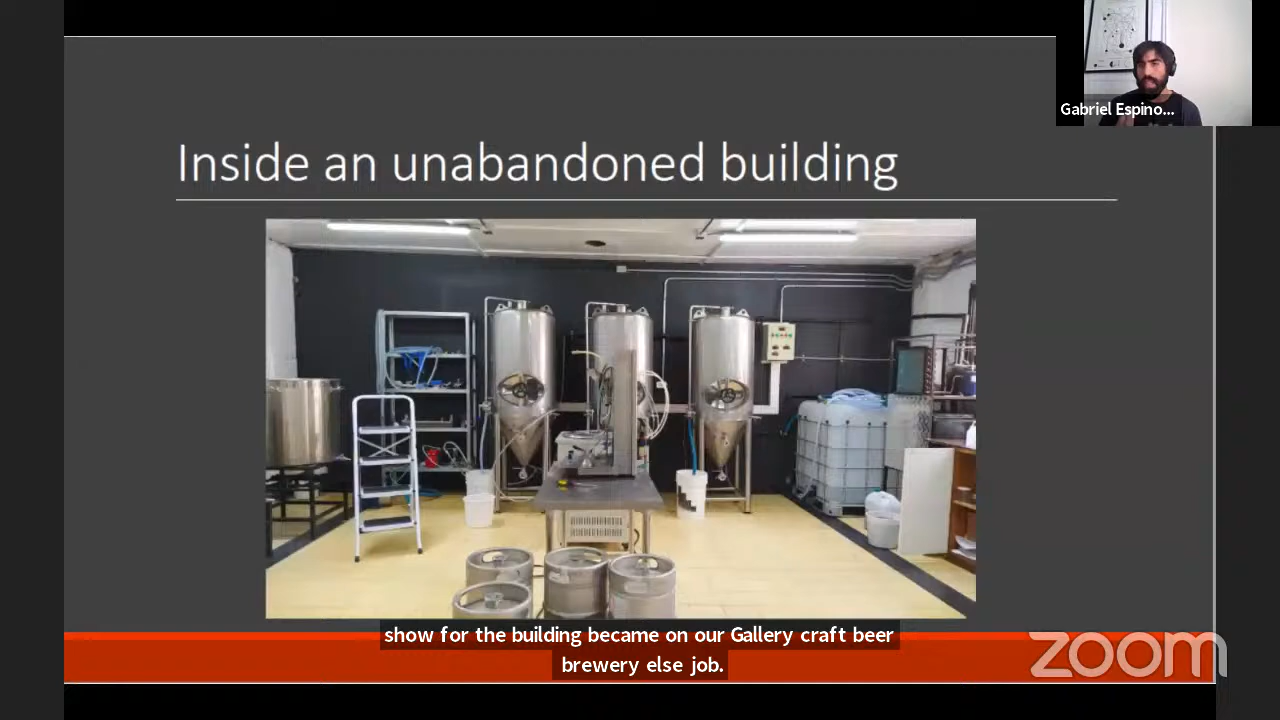 Gabriel Espino...
Inside an unabandoned building
show for the building became on our Gallery craft beer
brewery else job.
zoom